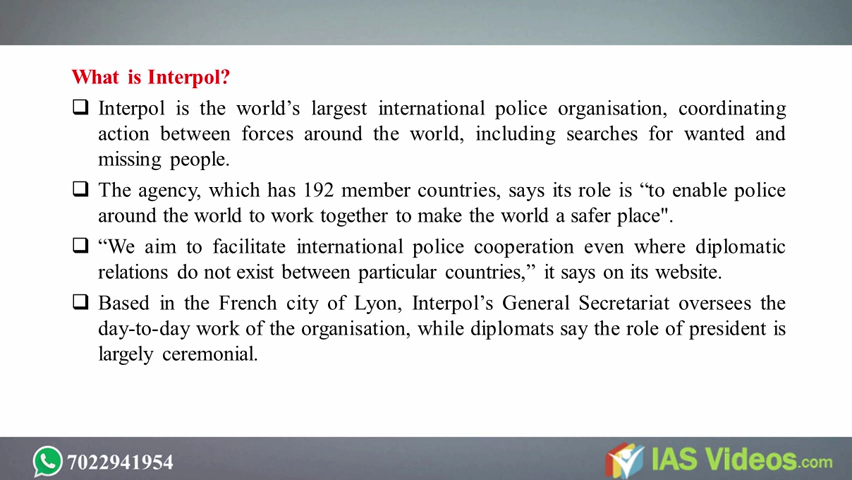 What is Interpol?
❑ Interpol is the world’s largest international police organisation, coordinating
action between forces around the world, including searches for wanted and
missing people.
❑ The agency, which has 192 member countries, says its role is “to enable police
around the world to work together to make the world a safer place".
❑ “We aim to facilitate international police cooperation even where diplomatic
relations do not exist between particular countries,” it says on its website.
❑ Based in the French city of Lyon, Interpol’s General Secretariat oversees the
day-to-day work of the organisation, while diplomats say the role of president is
largely ceremonial.
7022941954
IAS Videos.com